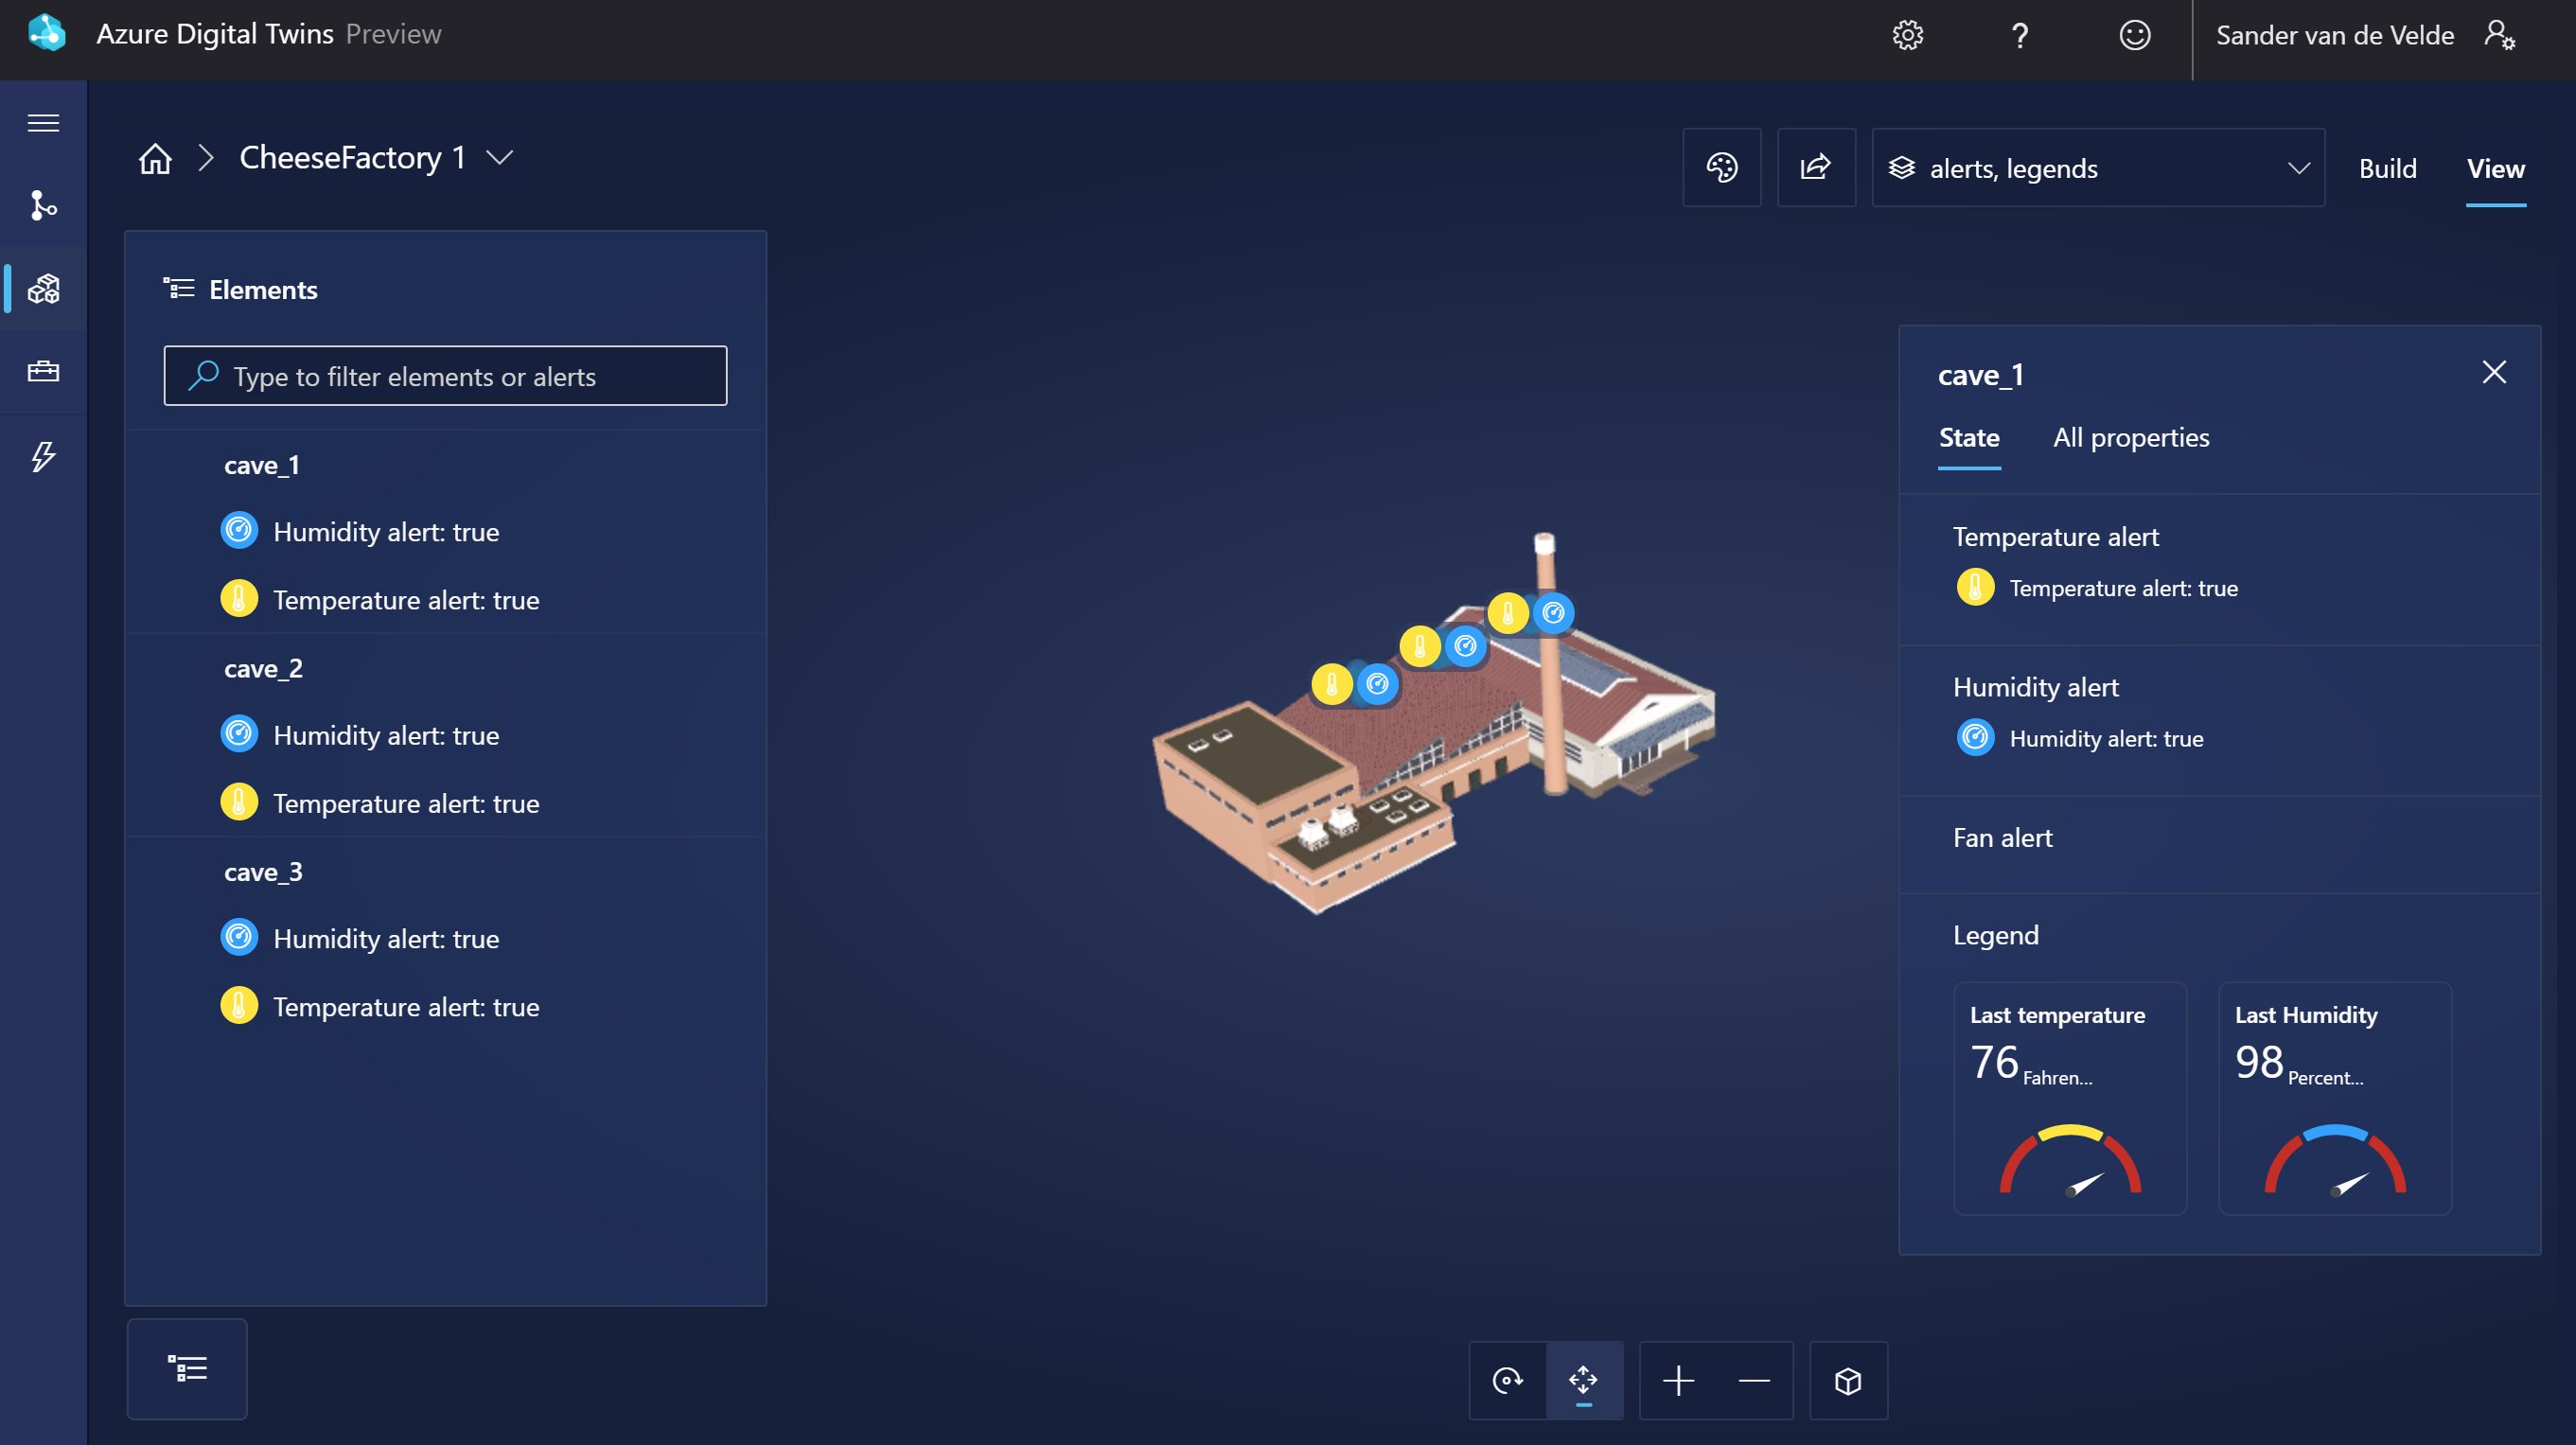 Azure Digital Twins Preview
?
Sander van de Velde
CheeseFactory 1
alerts, legends
Build
View
Elements
Type to filter elements or alerts
cave_1
Humidity alert: true
Temperature alert: true
cave_2
Humidity alert: true
Temperature alert: true
cave_3
Humidity alert: true
Temperature alert: true
cave_1
State
All properties
Temperature alert
Temperature alert: true
Humidity alert
Humidity alert: true
Fan alert
Legend
Last temperature
76 Fahren...
Last Humidity
98 Percent...